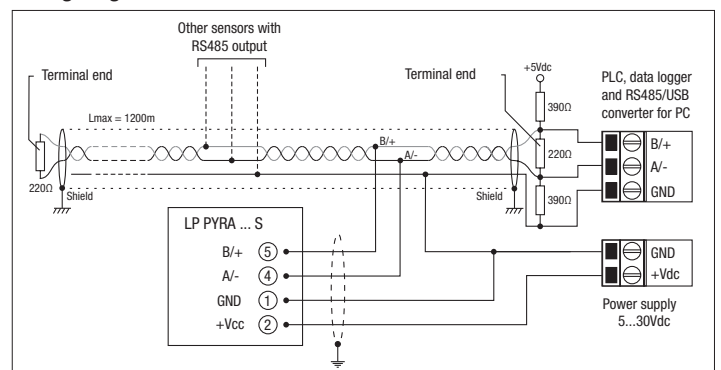 Other sensors with
RS485 output
Terminal end
Lmax = 1200m
Terminal end
+5Vdc
390Ω
220Ω
390Ω
PLC, data logger
and RS485/USB
converter for PC
B/+
A/-
GND
B/+
A/-
220Ω
Shield
Shield
LP PYRA ... S
B/+ 5
A/- 4
GND 1
+Vcc 2
GND
+Vdc
Power supply
5...30Vdc